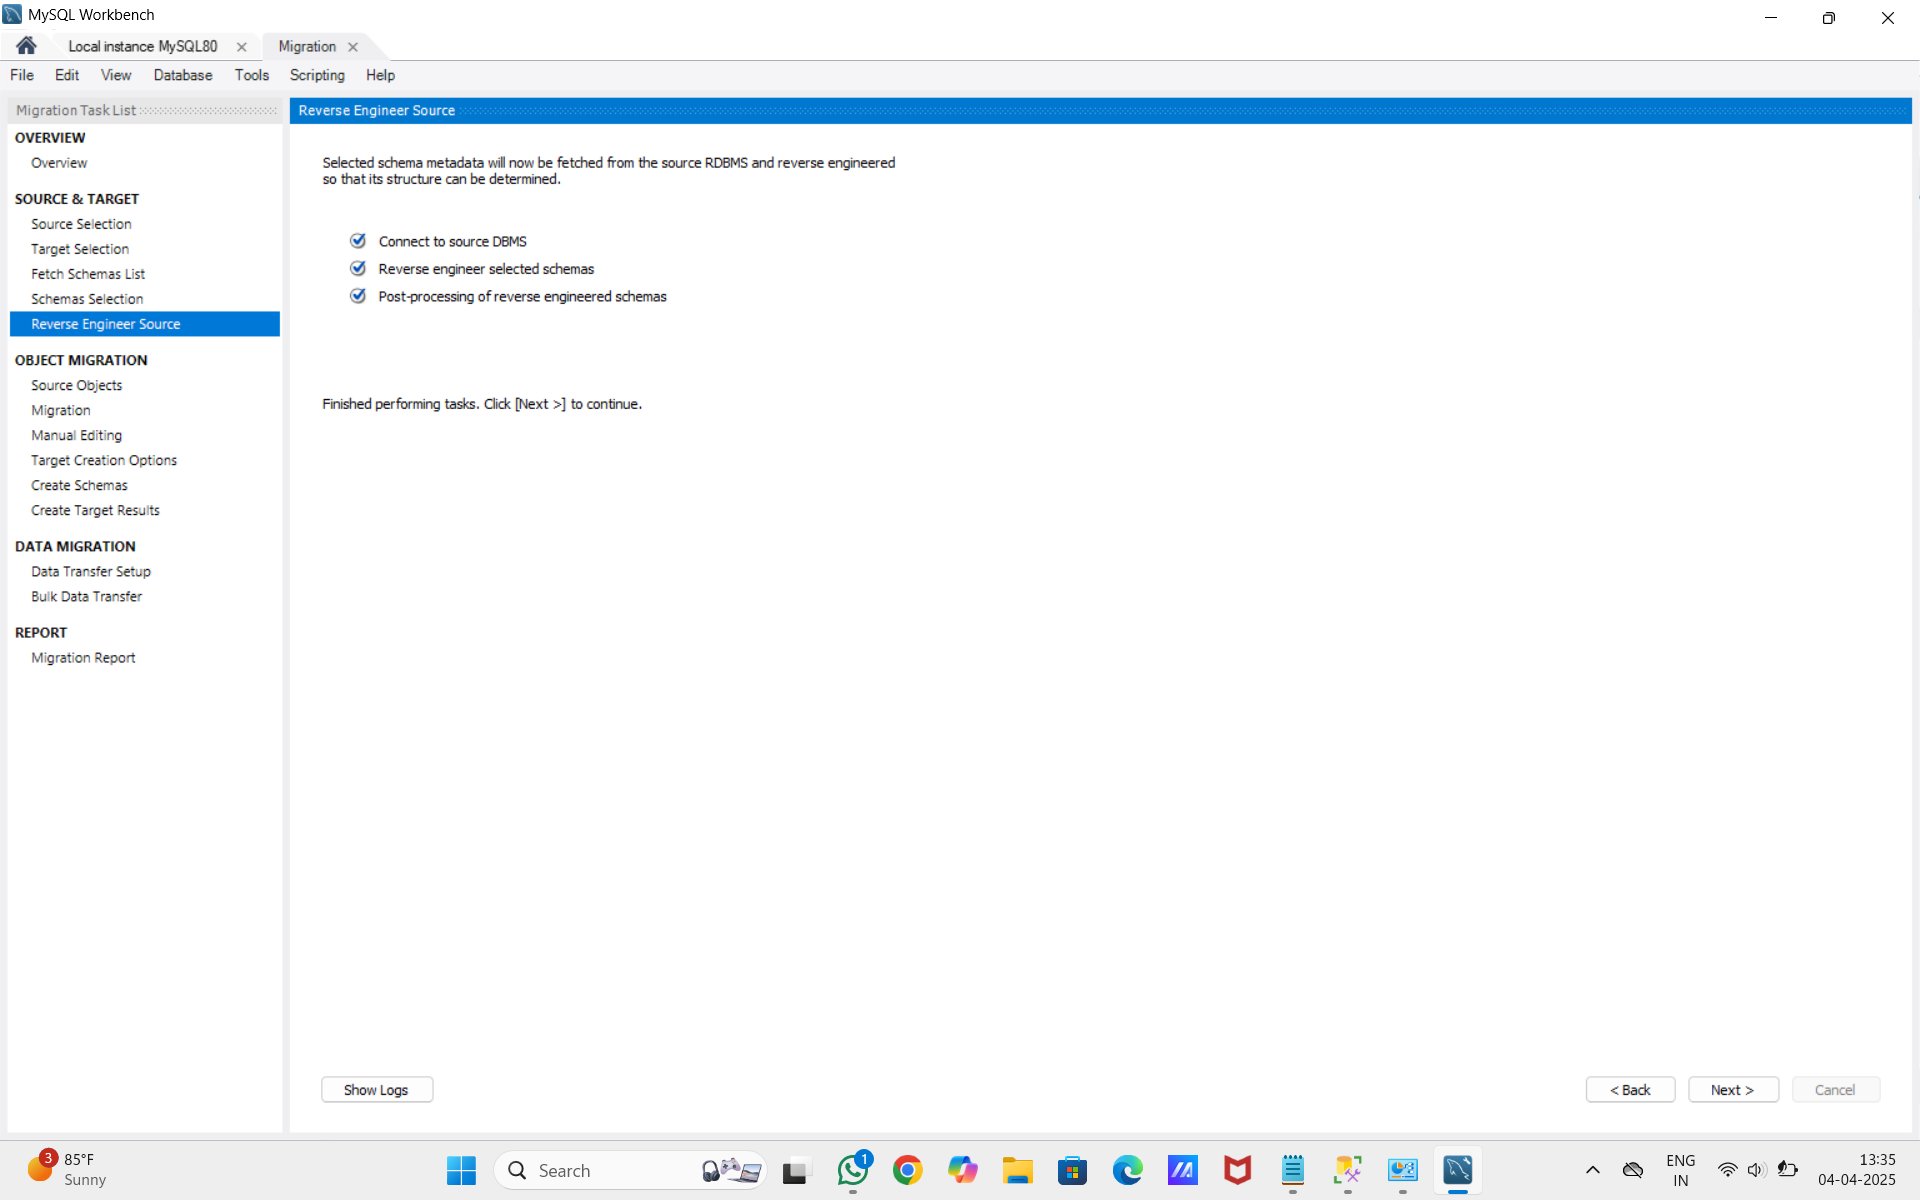 MySQL Workbench
Local instance MySQL80
Migration
File Edit View Database Tools Scripting Help
Migration Task List
OVERVIEW
Overview
SOURCE & TARGET
Source Selection
Target Selection
Fetch Schemas List
Schemas Selection
Reverse Engineer Source
OBJECT MIGRATION
Source Objects
Migration
Manual Editing
Target Creation Options
Create Schemas
Create Target Results
DATA MIGRATION
Data Transfer Setup
Bulk Data Transfer
REPORT
Migration Report
Reverse Engineer Source
Selected schema metadata will now be fetched from the source RDBMS and reverse engineered
so that its structure can be determined.
Connect to source DBMS
Reverse engineer selected schemas
Post-processing of reverse engineered schemas
Finished performing tasks. Click [Next >] to continue.
Show Logs
< Back
Next >
Cancel
3
85°F
Sunny
Search
1
ENG
IN
13:35
04-04-2025